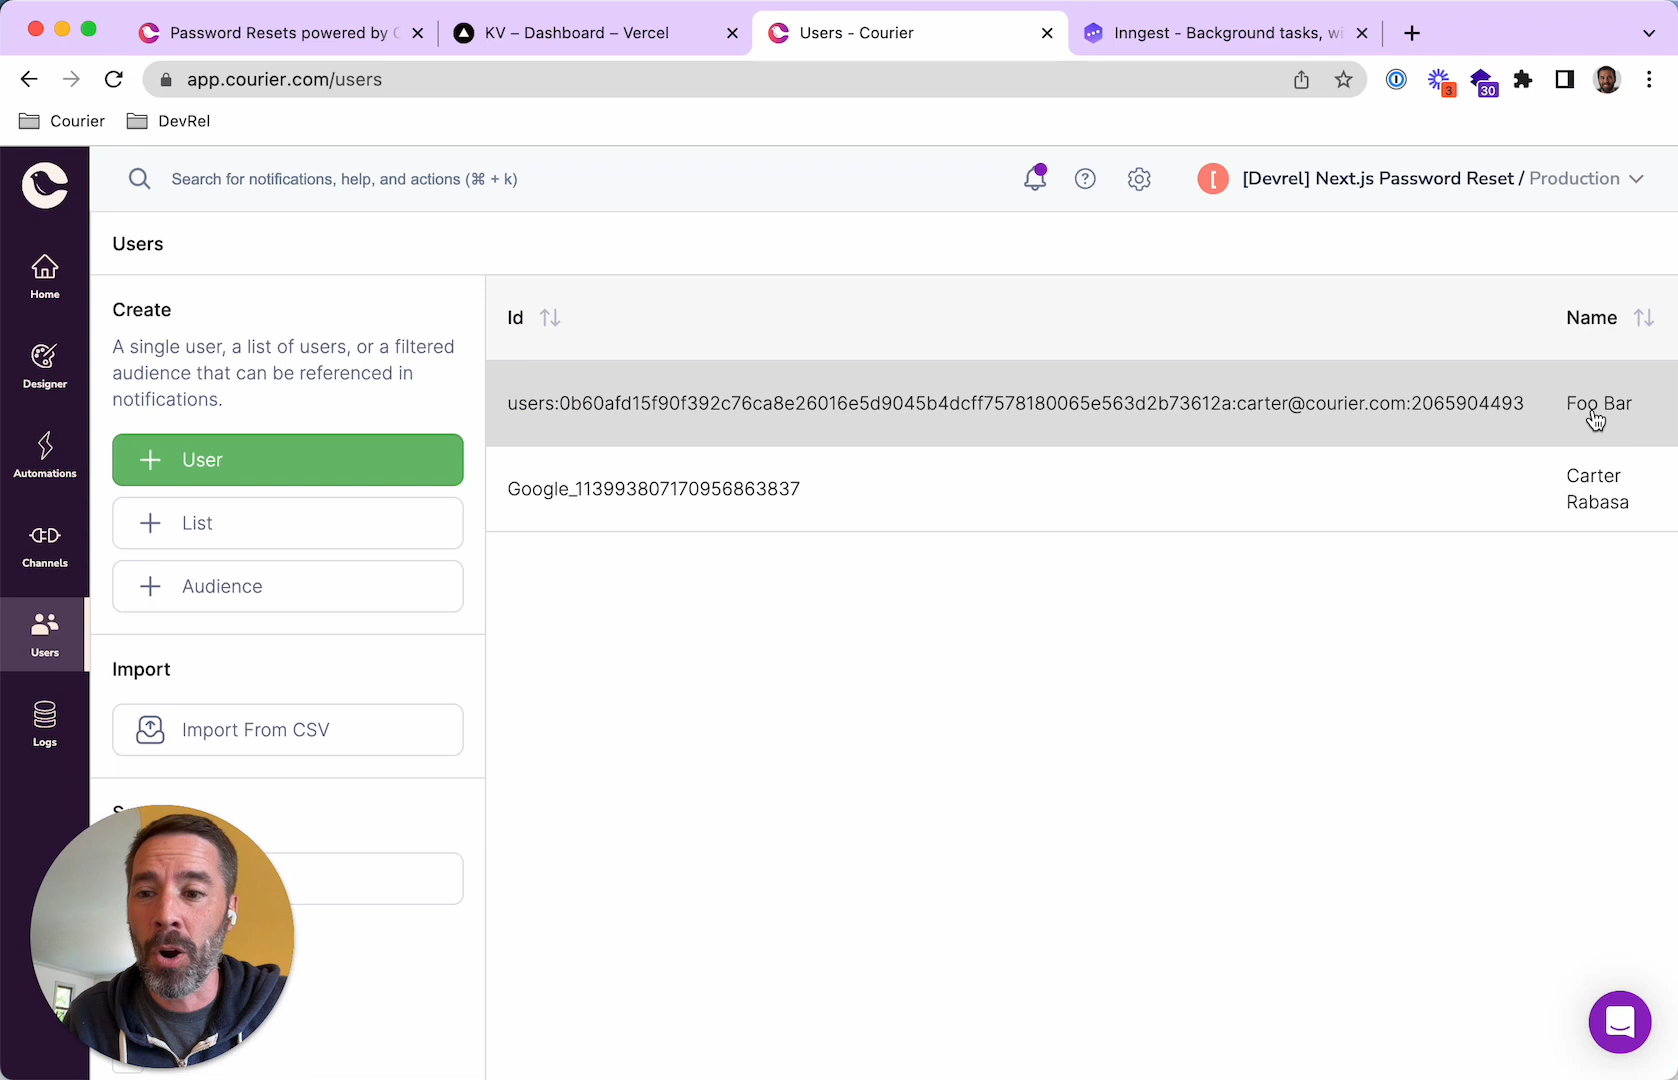 Password Resets powered by
KV – Dashboard – Vercel
Users - Courier
Inngest - Background tasks, wi
app.courier.com/users
3
30
Courier
DevRel
Search for notifications, help, and actions (⌘ + k)
[
[Devrel] Next.js Password Reset / Production
Users
Home
Designer
Automations
Channels
Users
Logs
Create
A single user, a list of users, or a filtered
audience that can be referenced in
notifications.
+ User
+ List
+ Audience
Import
Import From CSV
Id
Name
users:0b60afd15f90f392c76ca8e26016e5d9045b4dcff7578180065e563d2b73612a:carter@courier.com:2065904493
Foo Bar
Google_113993807170956863837
Carter
Rabasa